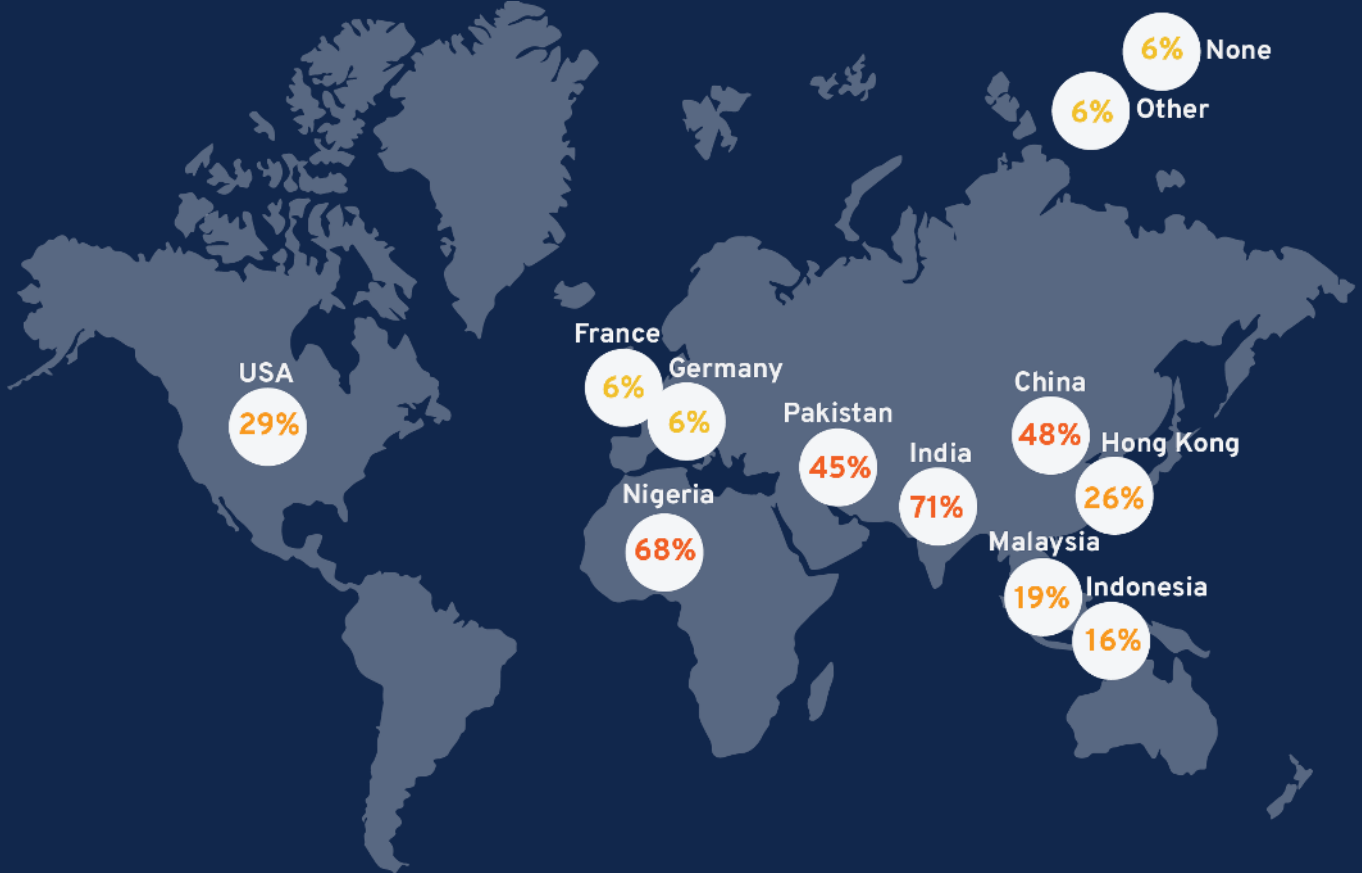 6% None
6% Other
France
6%
Germany
6%
USA
29%
Pakistan
45%
India
71%
China
48%
Hong Kong
26%
Nigeria
68%
Malaysia
19%
Indonesia
16%